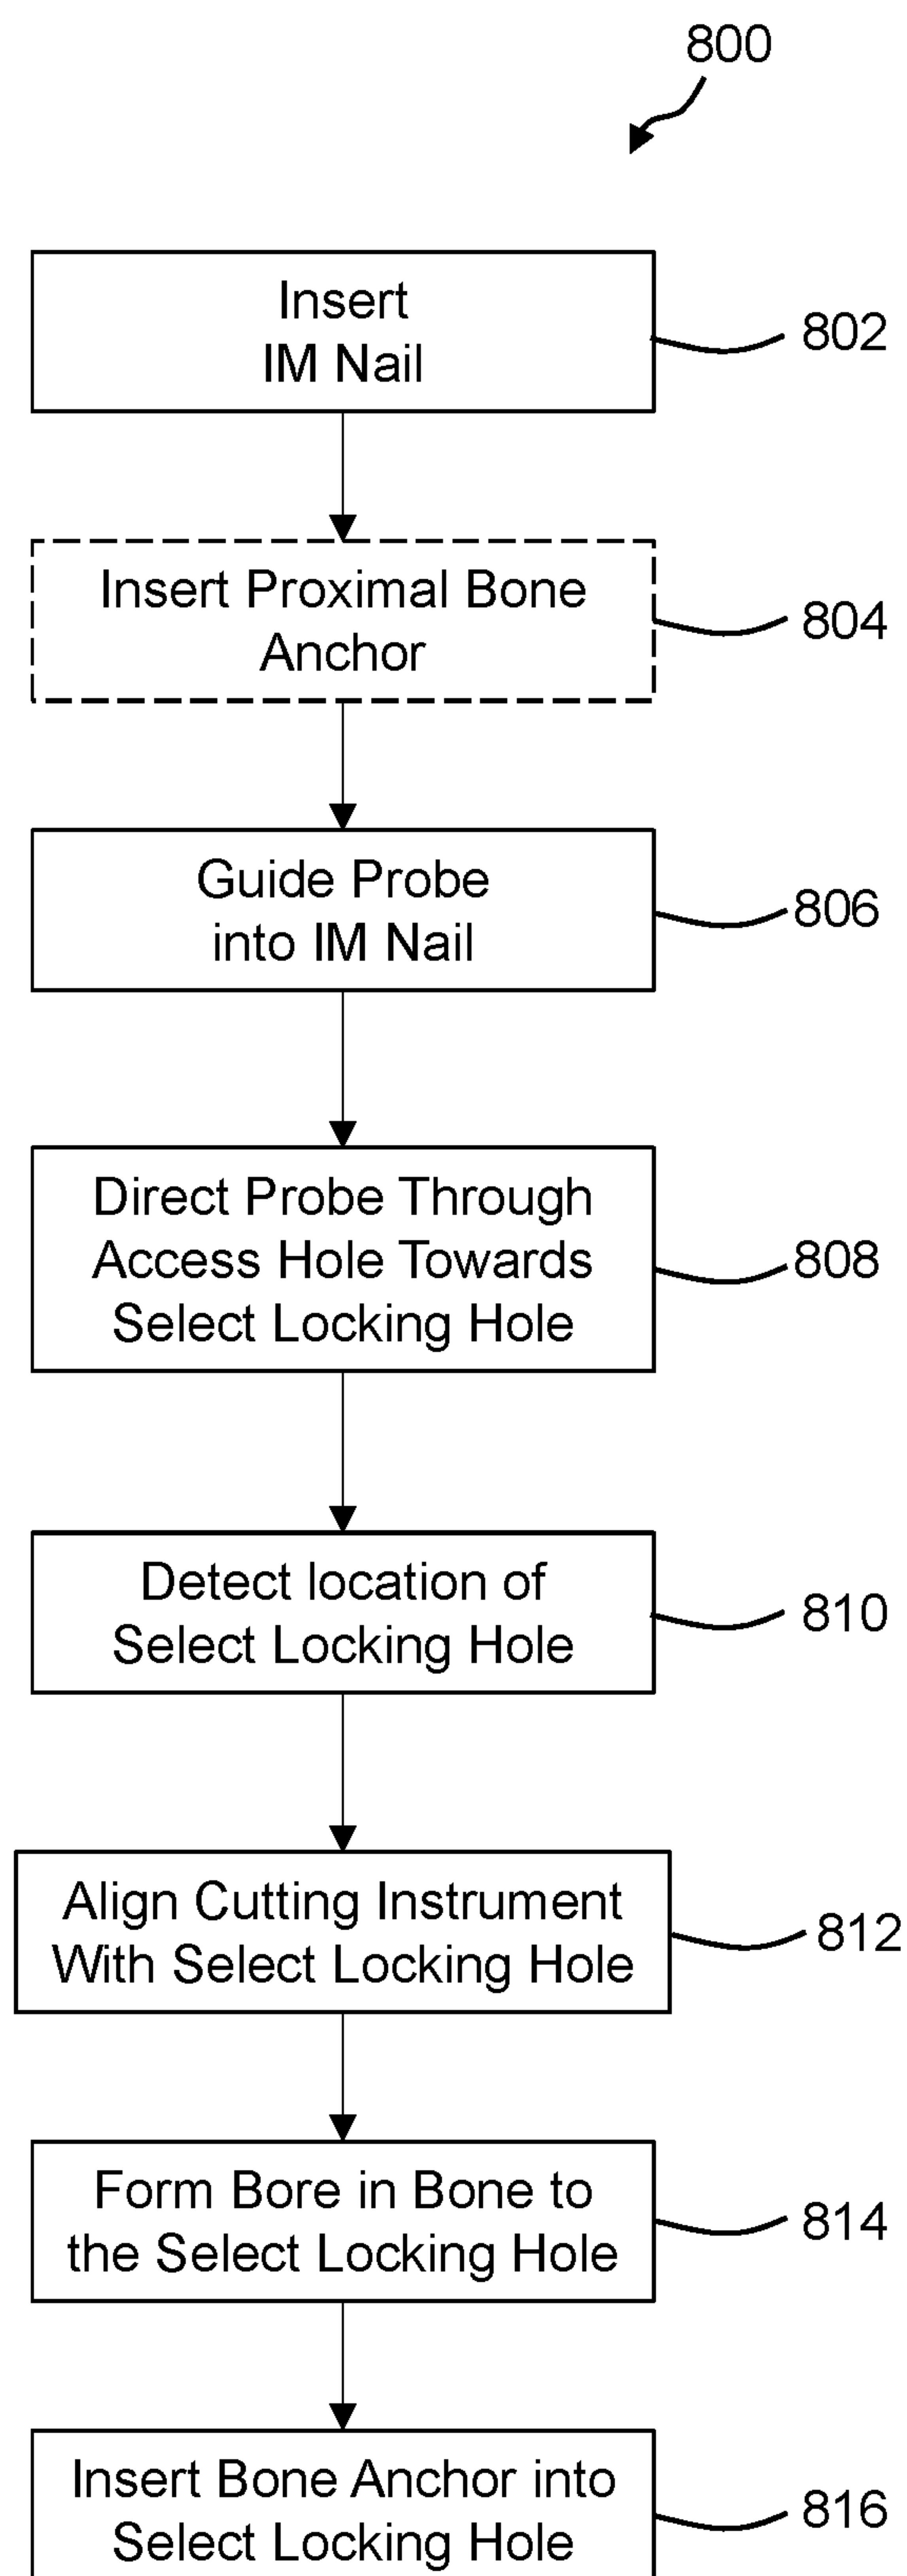 800
Insert
IM Nail
802
Insert Proximal Bone
Anchor
804
Guide Probe
into IM Nail
806
Direct Probe Through
Access Hole Towards
Select Locking Hole
808
Detect location of
Select Locking Hole
810
Align Cutting Instrument
With Select Locking Hole
812
Form Bore in Bone to
the Select Locking Hole
814
Insert Bone Anchor into
Select Locking Hole
816